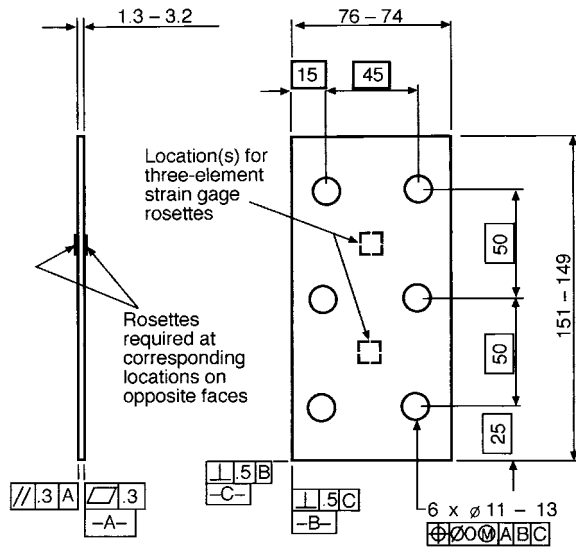 1.3 – 3.2
76 – 74
15
45
Location(s) for
three-element
strain gage
rosettes
50
151 – 149
Rosettes
required at
corresponding
locations on
opposite faces
50
25
⊥ .5 B
–C–
// .3 A
⏥ .3
–A–
⊥ .5 C
–B–
6 x ø 11 – 13
⌖ Ø0 Ⓜ A B C